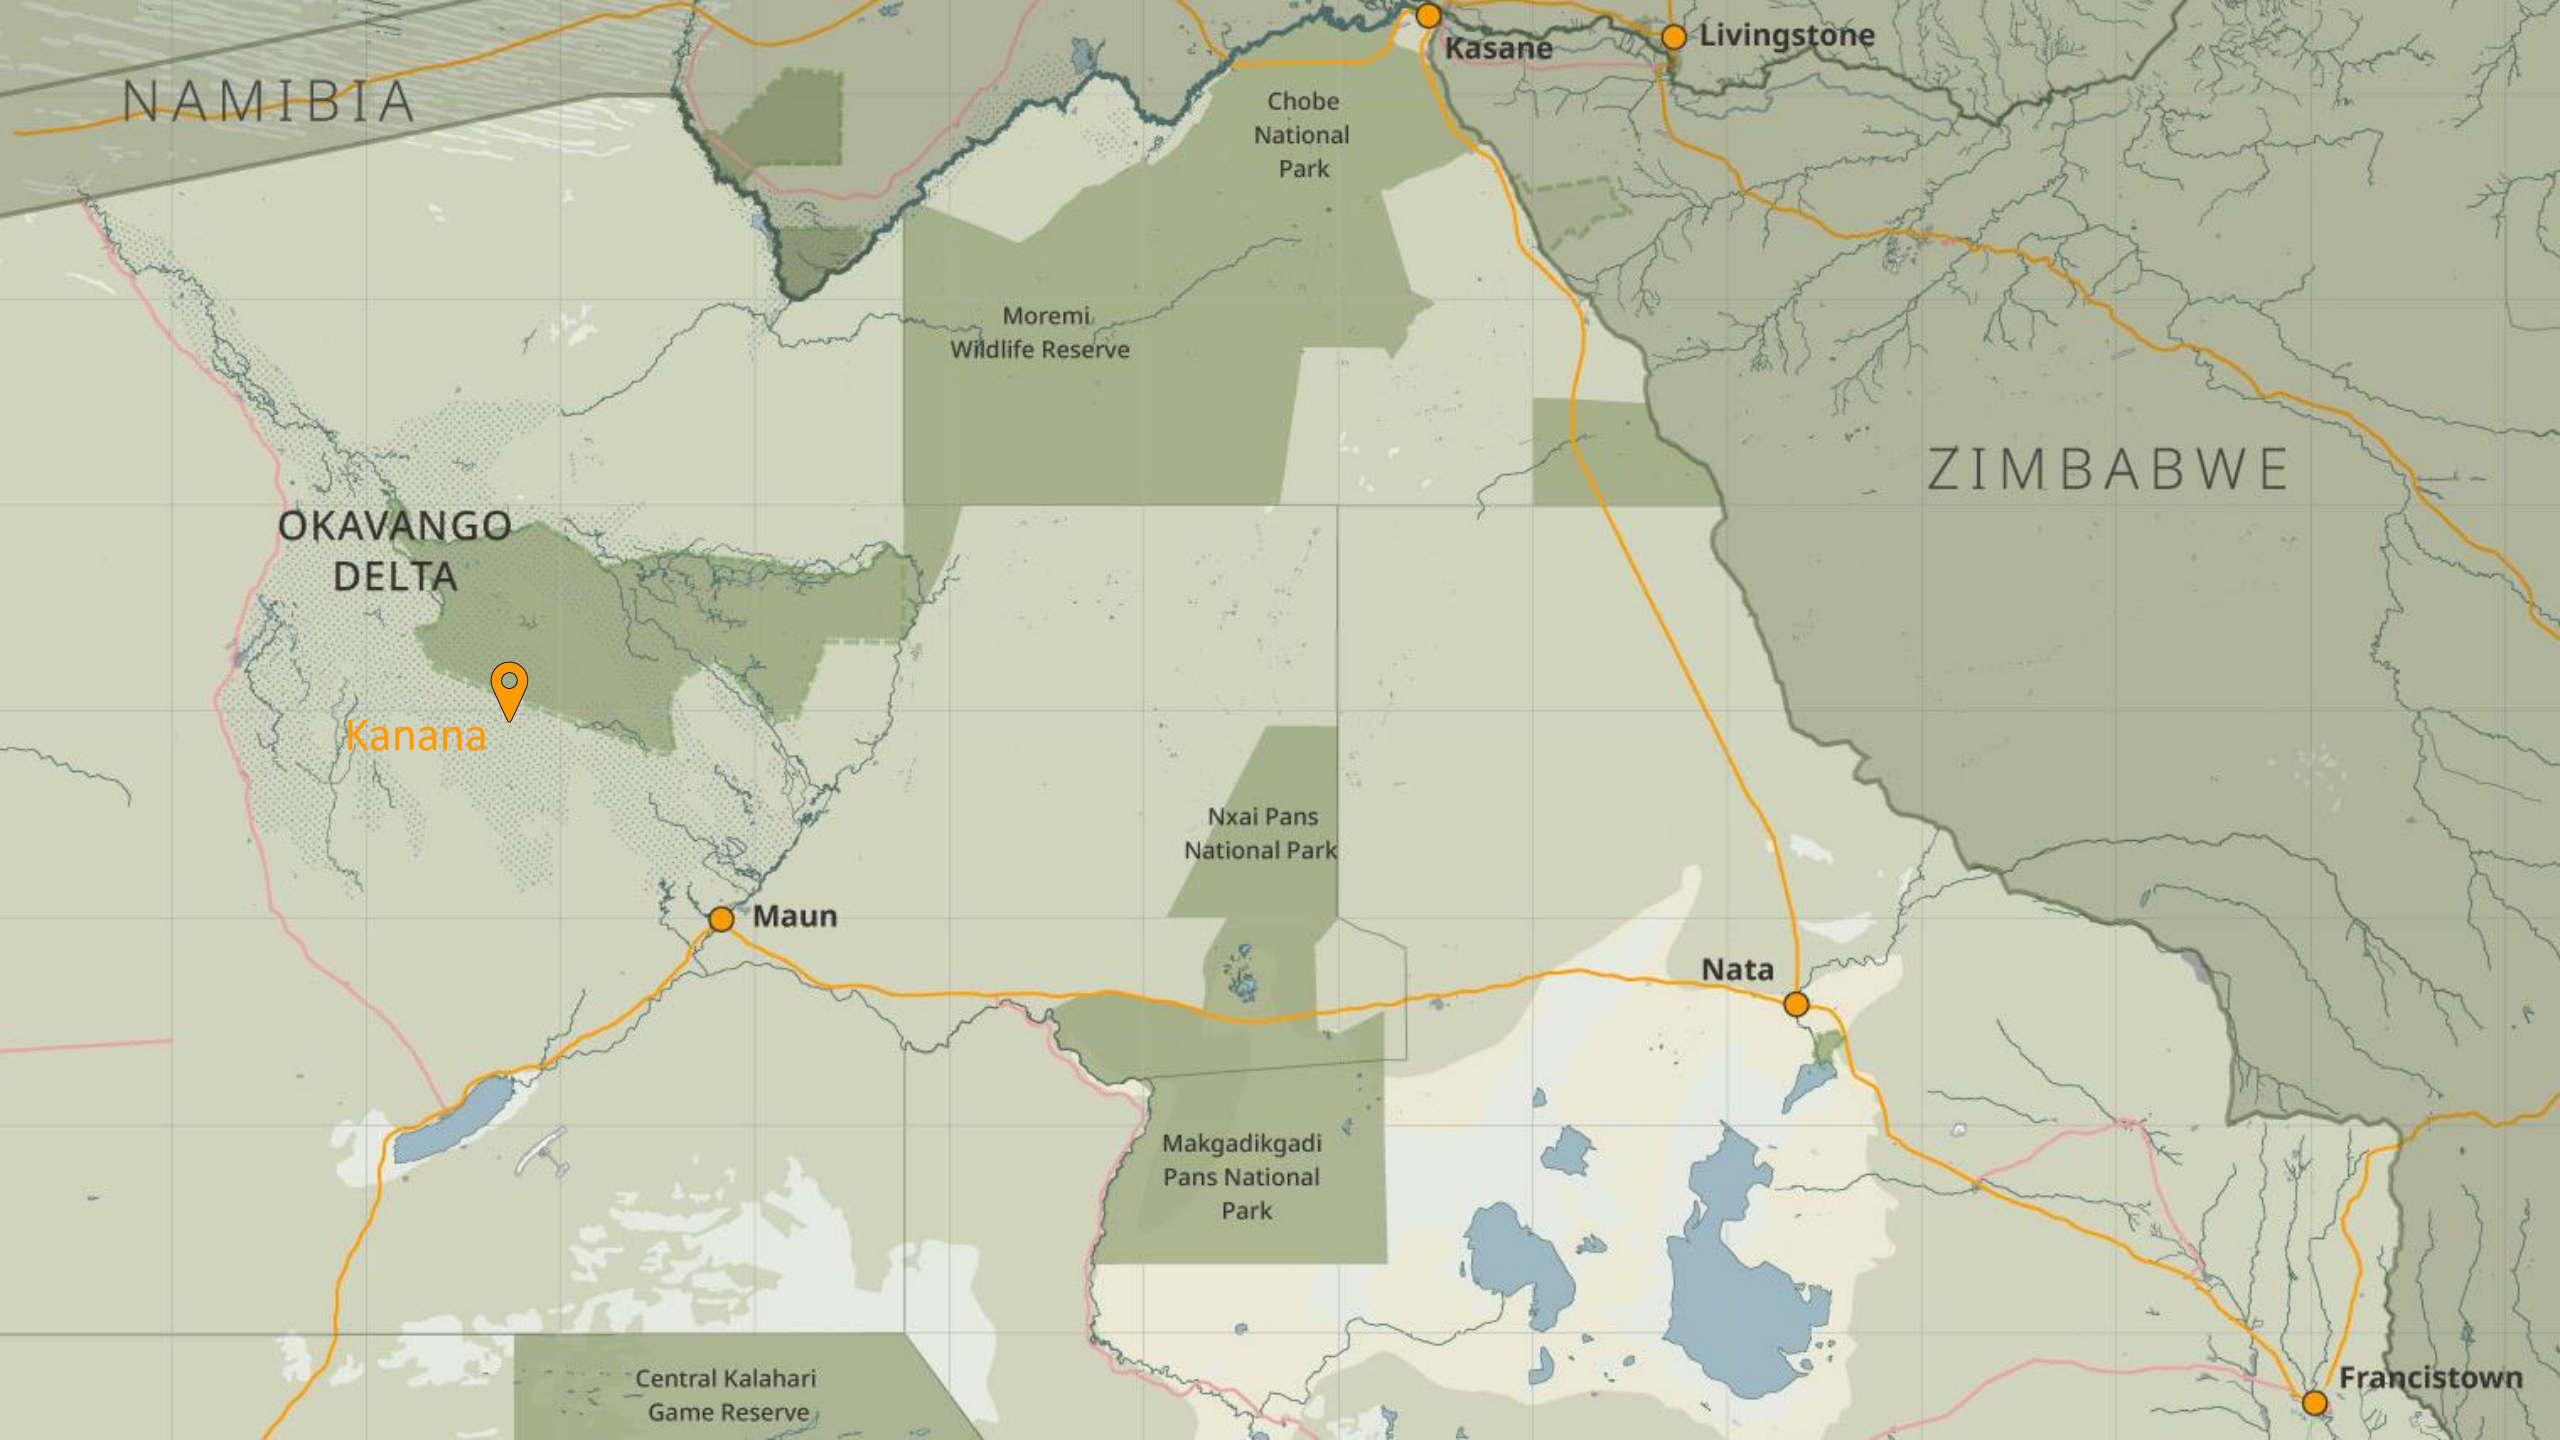 Livingstone
Kasane
NAMIBIA
Chobe
National
Park
Moremi
Wildlife Reserve
ZIMBABWE
OKAVANGO
DELTA
Kanana
Nxai Pans
National Park
Maun
Nata
Makgadikgadi
Pans National
Park
Central Kalahari
Game Reserve
Francistown